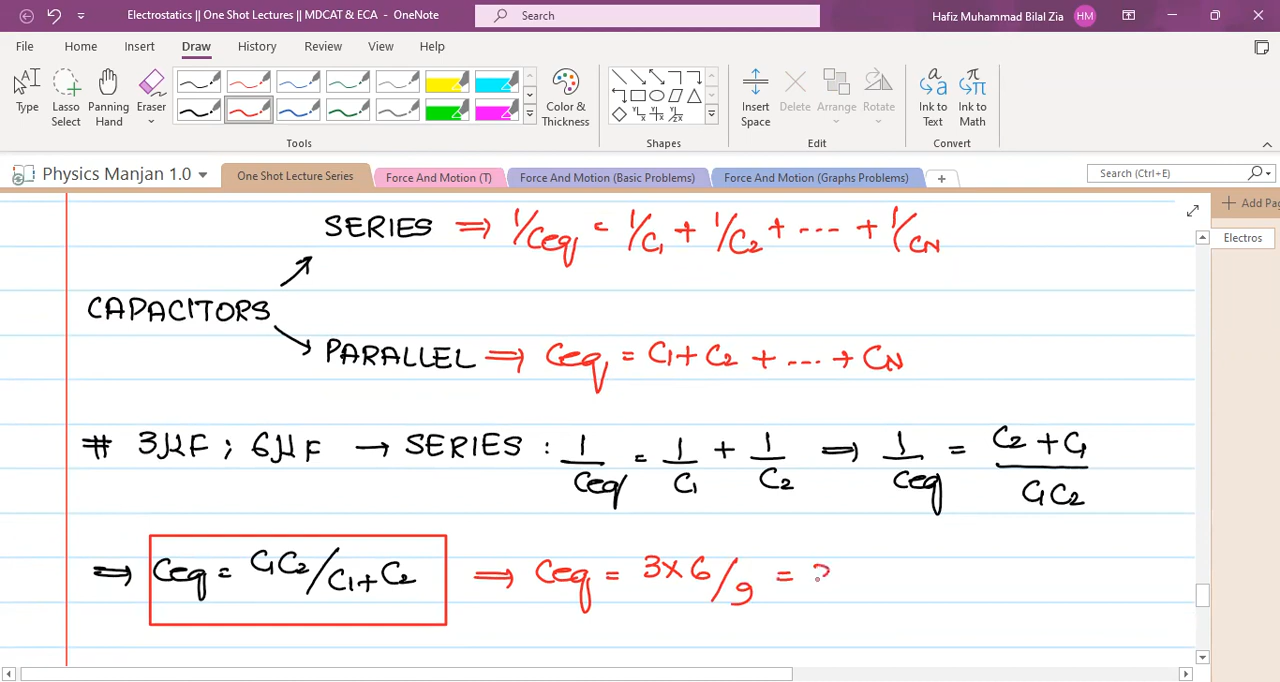 Electrostatics || One Shot Lectures || MDCAT & ECA - OneNote
Search
Hafiz Muhammad Bilal Zia
HM
File Home Insert Draw View History Review View Help
Type Lasso Select Panning Hand Eraser Color & Thickness Insert Space Delete Arrange Rotate Ink to Text Ink to Math
Tools Shapes Edit Convert
Physics Manjan 1.0 One Shot Lecture Series Force And Motion (T) Force And Motion (Basic Problems) Force And Motion (Graphs Problems) Search (Ctrl+E)
Add Pag
Electros
SERIES ⇒ 1/Ceq = 1/C1 + 1/C2 + ... + 1/CN
CAPACITORS
PARALLEL ⇒ Ceq = C1 + C2 + ... + CN
# 3μF ; 6μF → SERIES : 1/Ceq = 1/C1 + 1/C2 ⇒ 1/Ceq = C2 + C1 / C1C2
⇒ Ceq = C1C2/C1+C2 ⇒ Ceq = 3×6/9 =